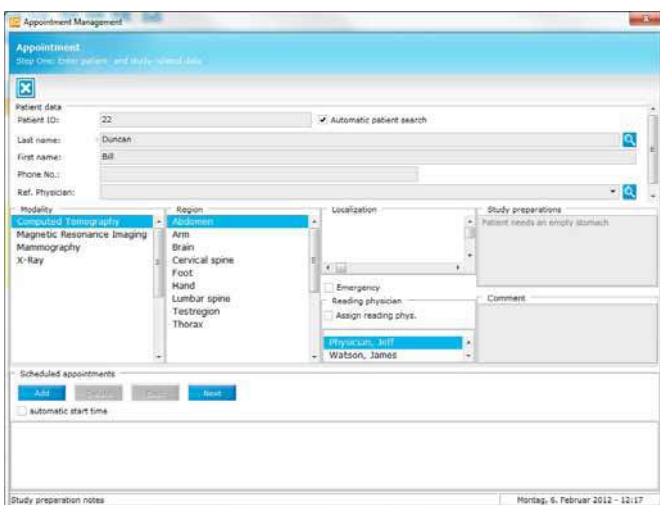 Appointment Management
Appointment
Step One: Enter patient- and study-related data
Patient data
Patient ID: 22 Automatic patient search
Last name: Duncan
First name: Bill
Phone No.:
Ref. Physician:
Modality
Computed Tomography
Magnetic Resonance Imaging
Mammography
X-Ray
Region
Abdomen
Arm
Brain
Cervical spine
Foot
Hand
Lumbar spine
Testregion
Thorax
Localization
Emergency
Reading physician
Assign reading phys.
Physician, Jeff
Watson, James
Study preparations
Patient needs an empty stomach
Comment
Scheduled appointments
Add Next
automatic start time
Study preparation notes Montag, 6. Februar 2012 - 12:17